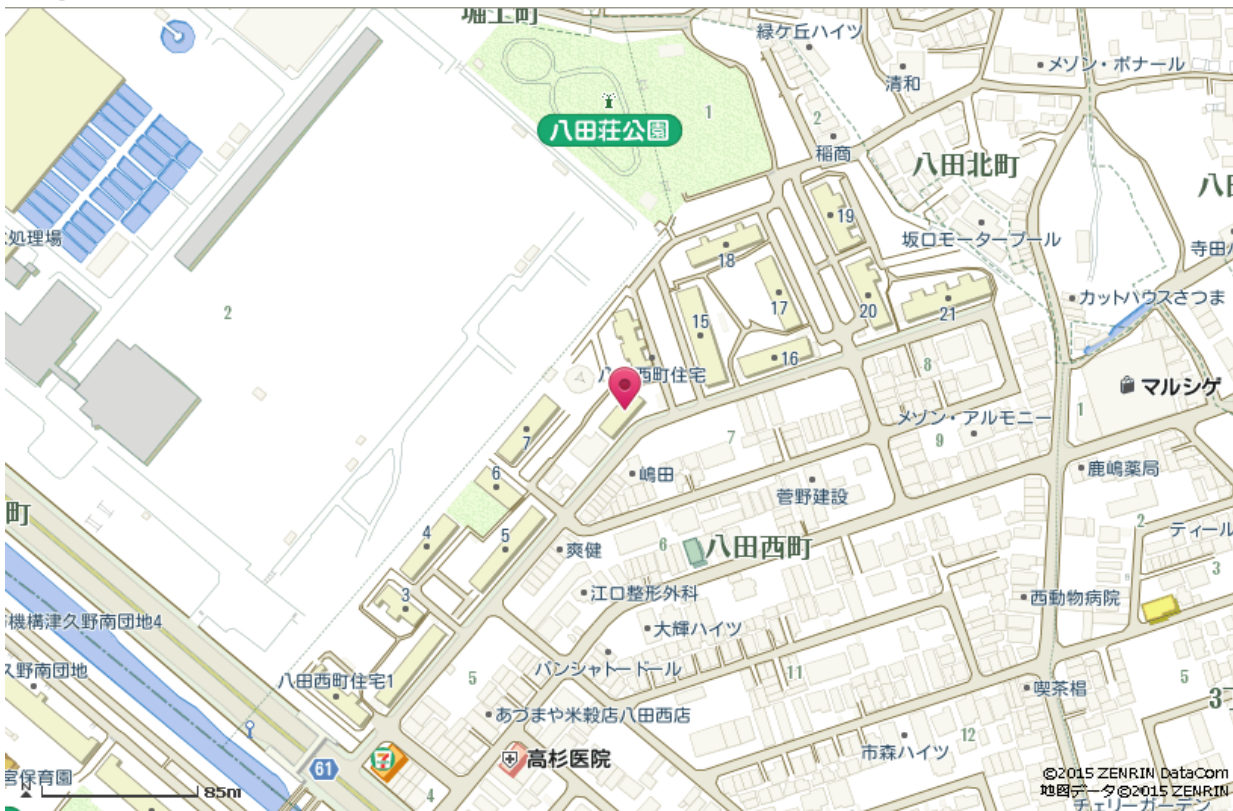 堀上町
緑ケ丘ハイツ
メゾン・ボナール
清和
八田荘公園
1
2
稲商
八田北町
19
坂口モータープール
処理場
18
17
カットハウスさつま
2
15
20
21
16
8
八田西町住宅
マルシゲ
メゾン・アルモニー
1
7
7
9
嶋田
鹿嶋薬局
6
菅野建設
町
4
5
爽健
6
八田西町
2
ティール
江口整形外科
3
3
西動物病院
機構津久野南団地4
大輝ハイツ
久野南団地
八田西町住宅1
5
パンシャトードール
11
5
喫茶椙
3
あづまや米穀店八田西店
12
市森ハイツ
61
7
高杉医院
宮保育園
N
85m
4
©2015 ZENRIN DataCom
地図データ©2015 ZENRIN
チェリーガーデン